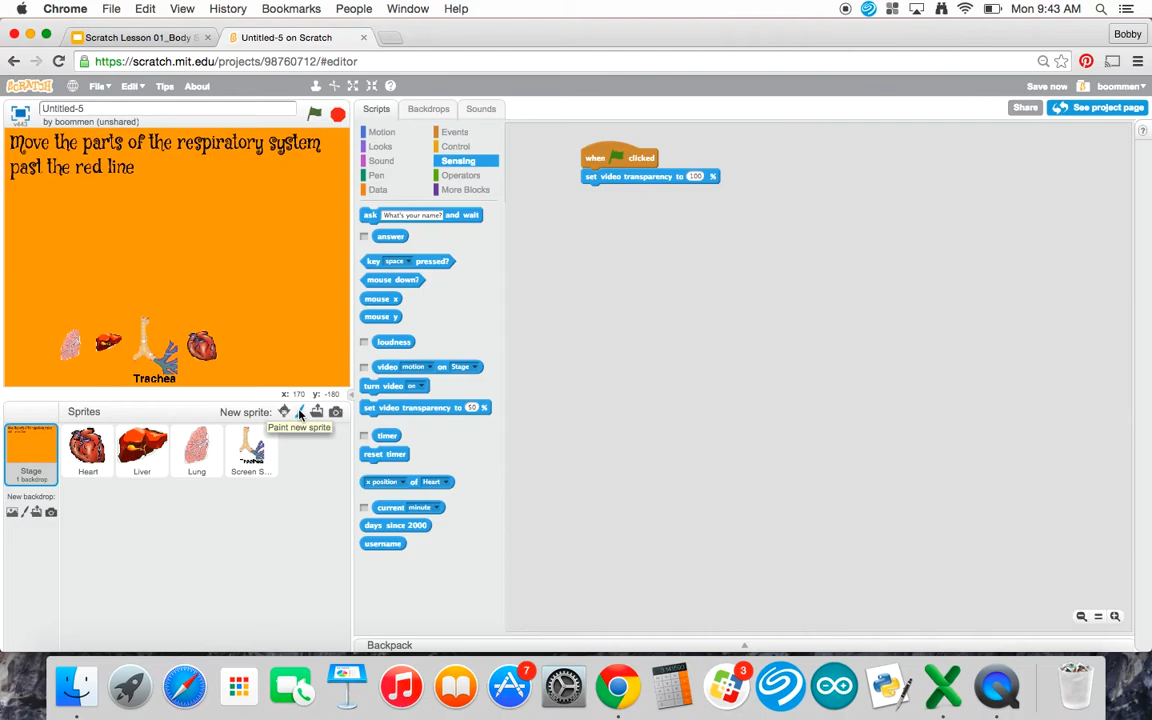 Chrome File Edit View History Bookmarks People Window Help Mon 9:43 AM
Scratch Lesson 01_Body S Untitled-5 on Scratch Bobby
https://scratch.mit.edu/projects/98760712/#editor
SCRATCH File Edit Tips About Save now boommen
Untitled-5
by boommen (unshared)
v443
Scripts Backdrops Sounds
Share See project page
Move the parts of the respiratory system
past the red line
Trachea
x: 170 y: -180
Motion Events
Looks Control
Sound Sensing
Pen Operators
Data More Blocks
ask What's your name? and wait
answer
key space pressed?
mouse down?
mouse x
mouse y
loudness
video motion on Stage
turn video on
set video transparency to 50 %
timer
reset timer
x position of Heart
current minute
days since 2000
username
when clicked
set video transparency to 100 %
Sprites New sprite:
Paint new sprite
Stage
1 backdrop
Heart Liver Lung Screen S...
Trachea
New backdrop:
Backpack
7
3